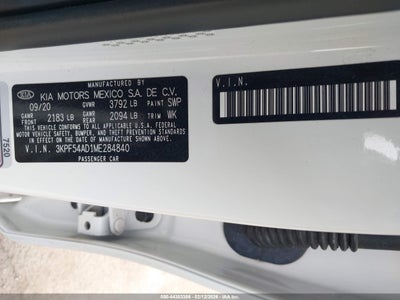 MANUFACTURED BY
KIA KIA MOTORS MEXICO S.A. DE C.V.
09/20 GVWR 3792 LB PAINT SWP
GAWR 2183 LB GAWR 2094 LB TRIM WK
THIS VEHICLE CONFORMS TO
ALL APPLICABLE U.S. FEDERAL
MOTOR VEHICLE SAFETY, BUMPER,
AND THEFT PREVENTION STANDARDS
IN EFFECT ON THE DATE OF
MANUFACTURE SHOWN ABOVE.
V.I.N. 3KPF54AD1ME284840
PASSENGER CAR
7520
V.I.N.